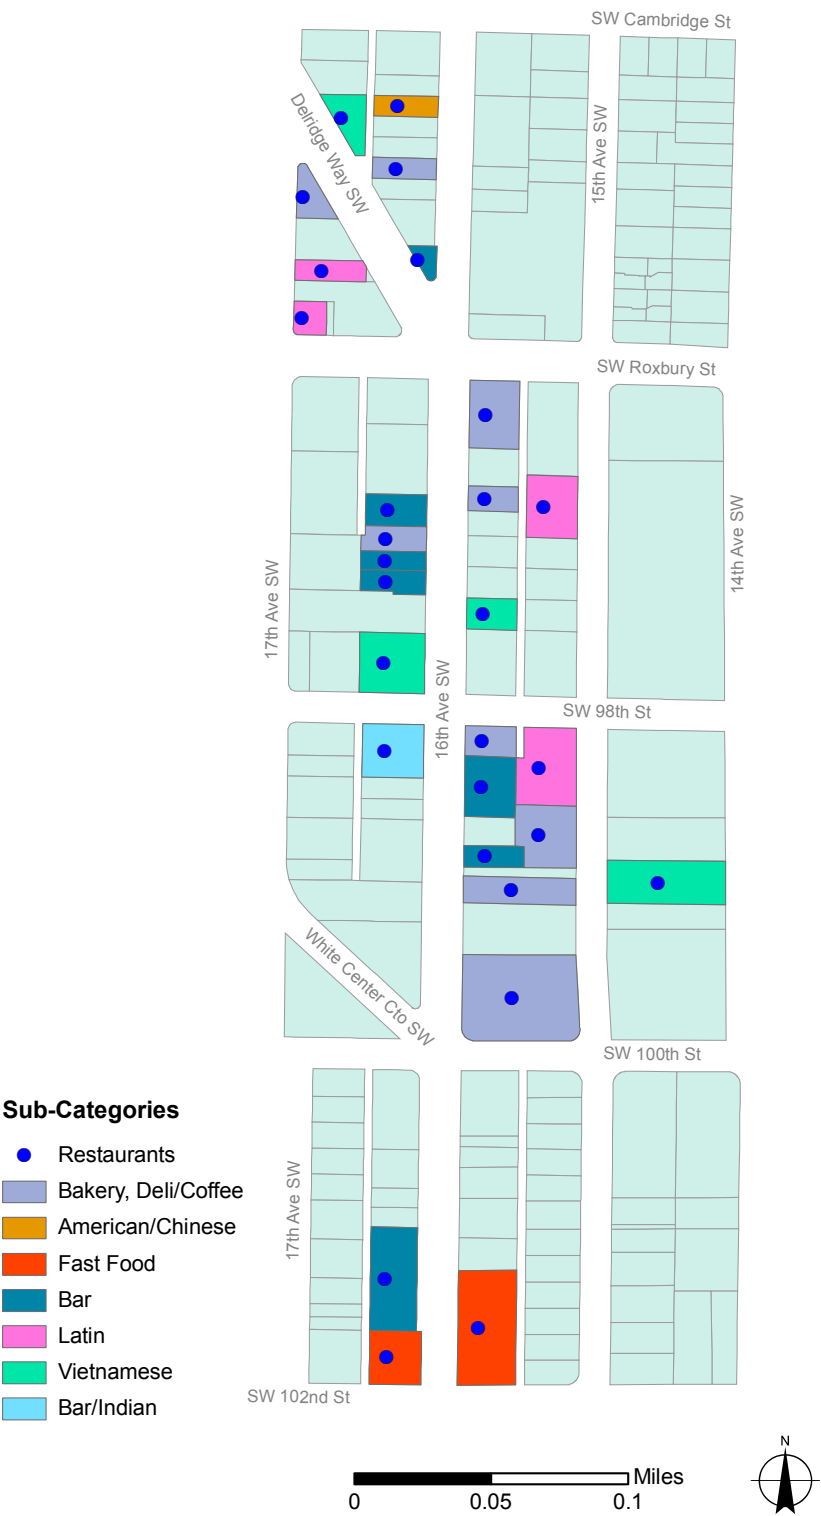 SW Cambridge St
Delridge Way SW
15th Ave SW
SW Roxbury St
14th Ave SW
17th Ave SW
16th Ave SW
SW 98th St
White Center Cto SW
SW 100th St
Sub-Categories
Restaurants
Bakery, Deli/Coffee
American/Chinese
Fast Food
Bar
Latin
Vietnamese
Bar/Indian
17th Ave SW
SW 102nd St
N
Miles
0 0.05 0.1